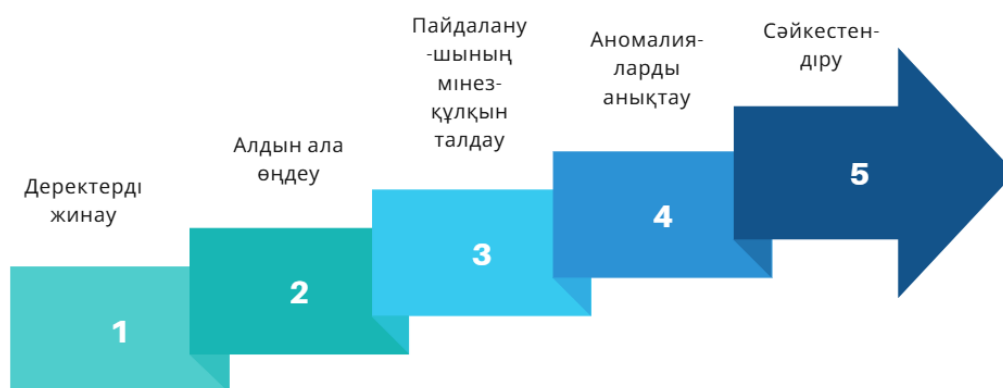 Деректерді
жинау
1
Алдын ала
өңдеу
2
Пайдалану
-шының
мінез-
құлқын
талдау
3
Аномалия-
ларды
анықтау
4
Сәйкестен-
діру
5